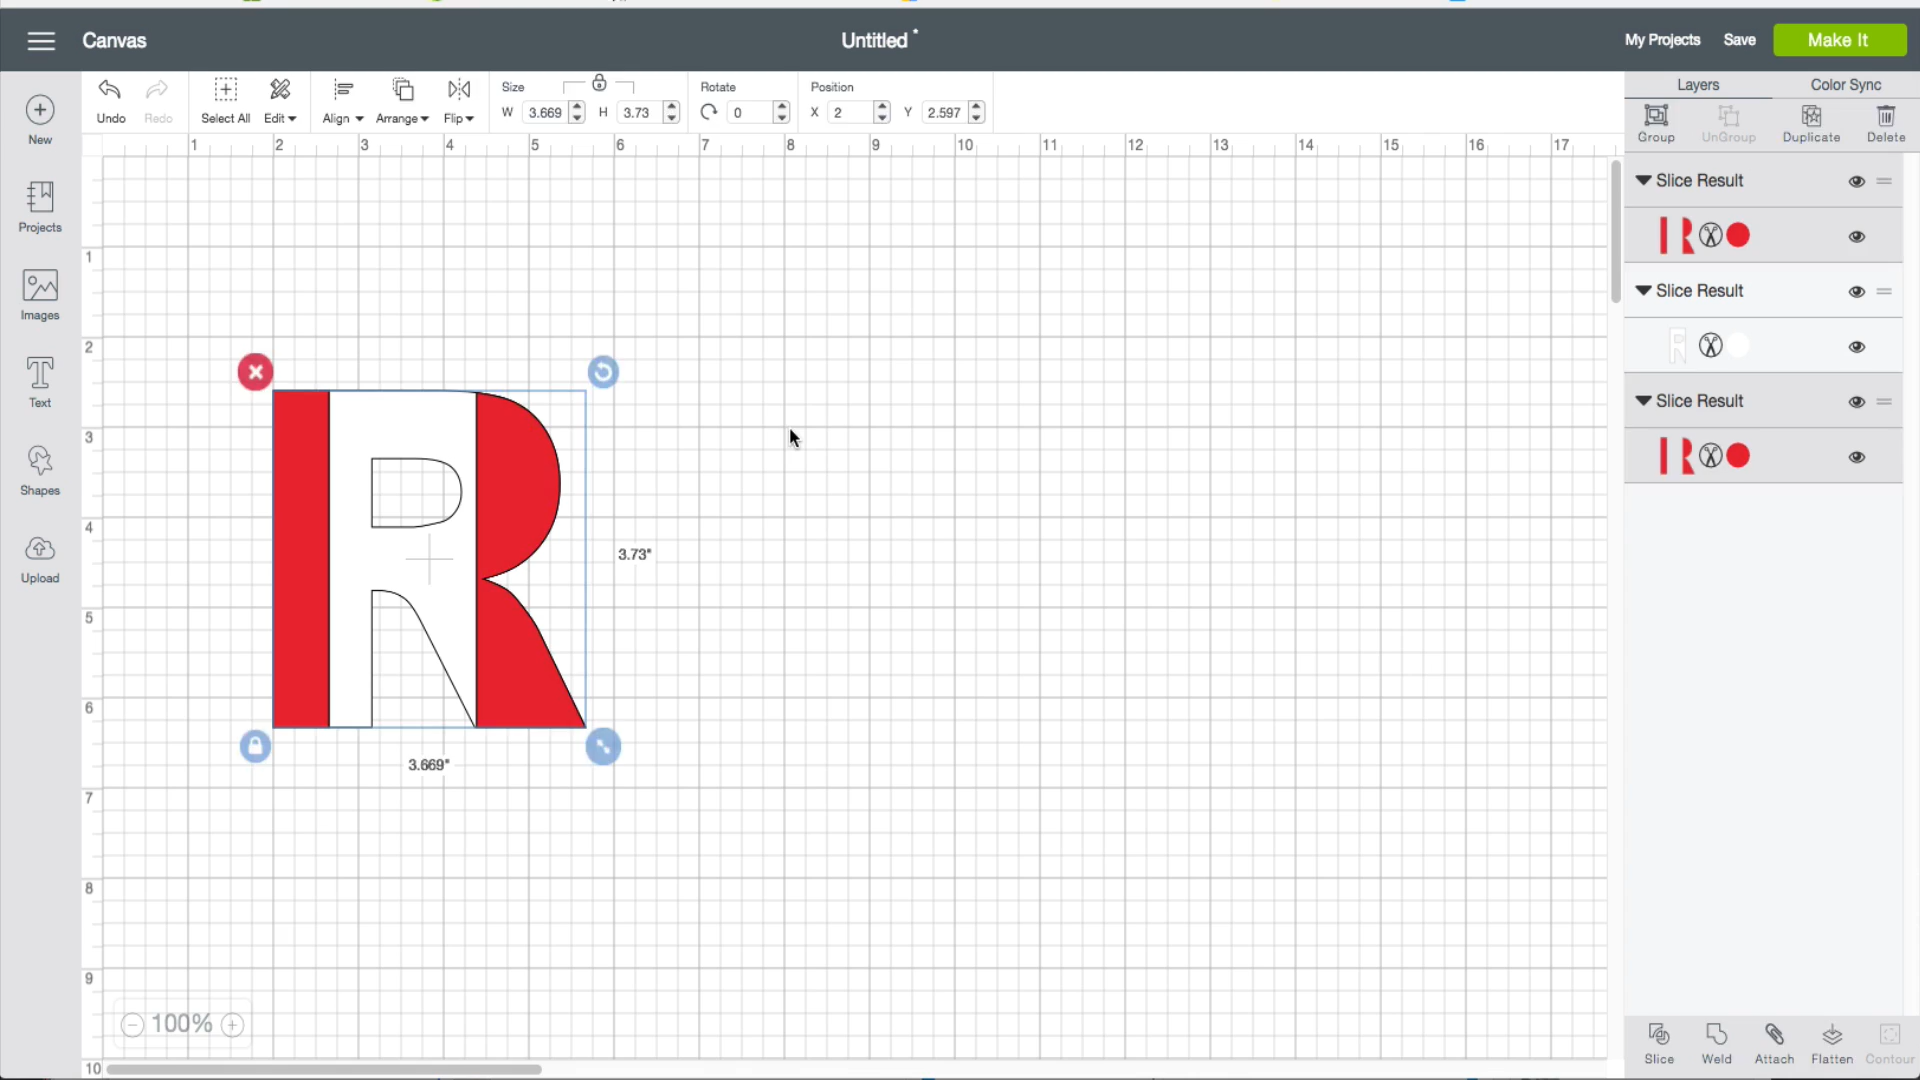 Canvas
Untitled *
My Projects Save Make It
Undo Redo Select All Edit Align Arrange Flip
Size
W 3.669 H 3.73
Rotate
0
Position
X 2 Y 2.597
Layers Color Sync
Group UnGroup Duplicate Delete
New
Projects
Images
Text
Shapes
Upload
1 2 3 4 5 6 7 8 9 10 11 12 13 14 15 16 17
1
2
3
4
5
6
7
8
9
10
R
R
3.73"
3.669"
Slice Result
R
Slice Result
R
Slice Result
R
100%
Slice Weld Attach Flatten Contour